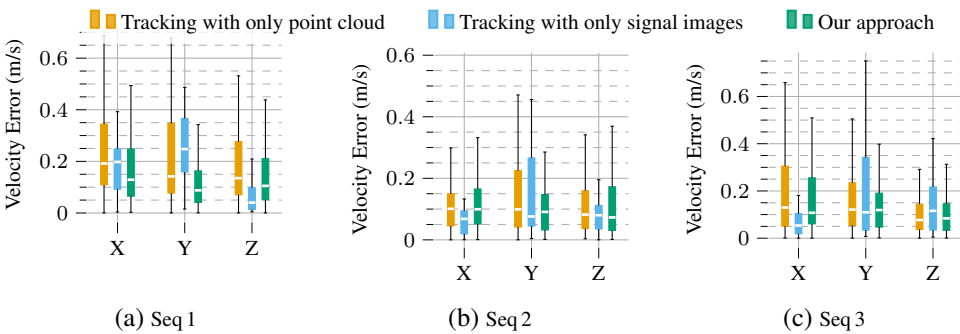 Tracking with only point cloud Tracking with only signal images Our approach
Velocity Error (m/s)
0.6
0.4
0.2
0
X Y Z
(a) Seq 1
Velocity Error (m/s)
0.6
0.4
0.2
0
X Y Z
(b) Seq 2
Velocity Error (m/s)
0.6
0.4
0.2
0
X Y Z
(c) Seq 3